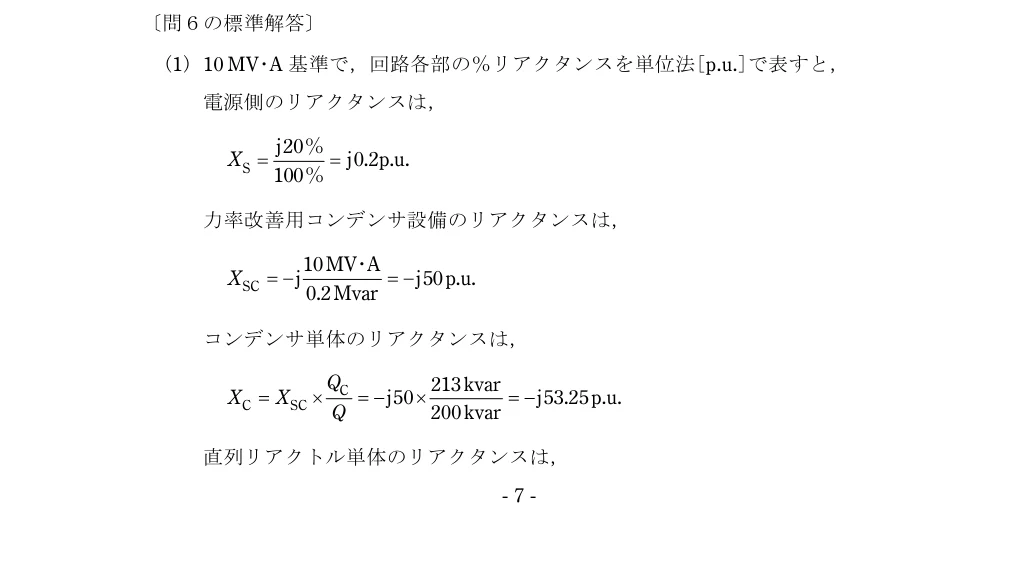 〔問６の標準解答〕
(1) 10 MV・A 基準で，回路各部の％リアクタンスを単位法[p.u.]で表すと，
電源側のリアクタンスは，
X_S = j20％/100％ = j0.2p.u.
力率改善用コンデンサ設備のリアクタンスは，
X_SC = −j 10 MV・A/0.2 Mvar = −j50 p.u.
コンデンサ単体のリアクタンスは，
X_C = X_SC × Q_C/Q = −j50 × 213 kvar/200 kvar = −j53.25 p.u.
直列リアクトル単体のリアクタンスは，
- 7 -